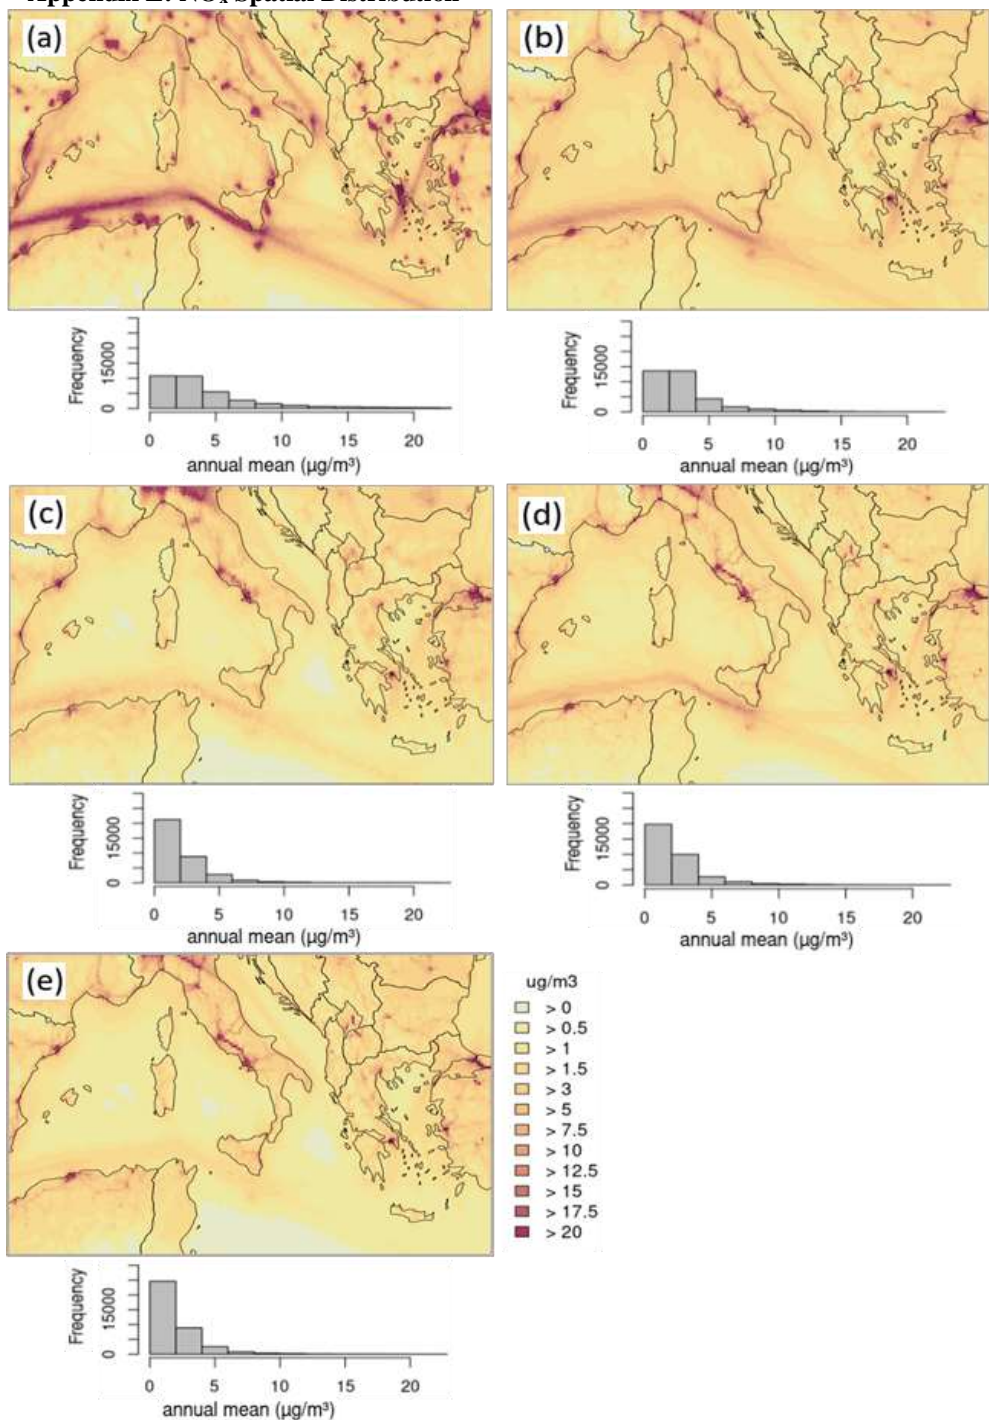 Appendix E: NOx Spatial Distribution
(a)
(b)
Frequency
0 15000
0 5 10 15 20
annual mean (µg/m³)
Frequency
0 15000
0 5 10 15 20
annual mean (µg/m³)
(c)
(d)
Frequency
0 15000
0 5 10 15 20
annual mean (µg/m³)
Frequency
0 15000
0 5 10 15 20
annual mean (µg/m³)
(e)
ug/m3
> 0
> 0.5
> 1
> 1.5
> 3
> 5
> 7.5
> 10
> 12.5
> 15
> 17.5
> 20
Frequency
0 15000
0 5 10 15 20
annual mean (µg/m³)